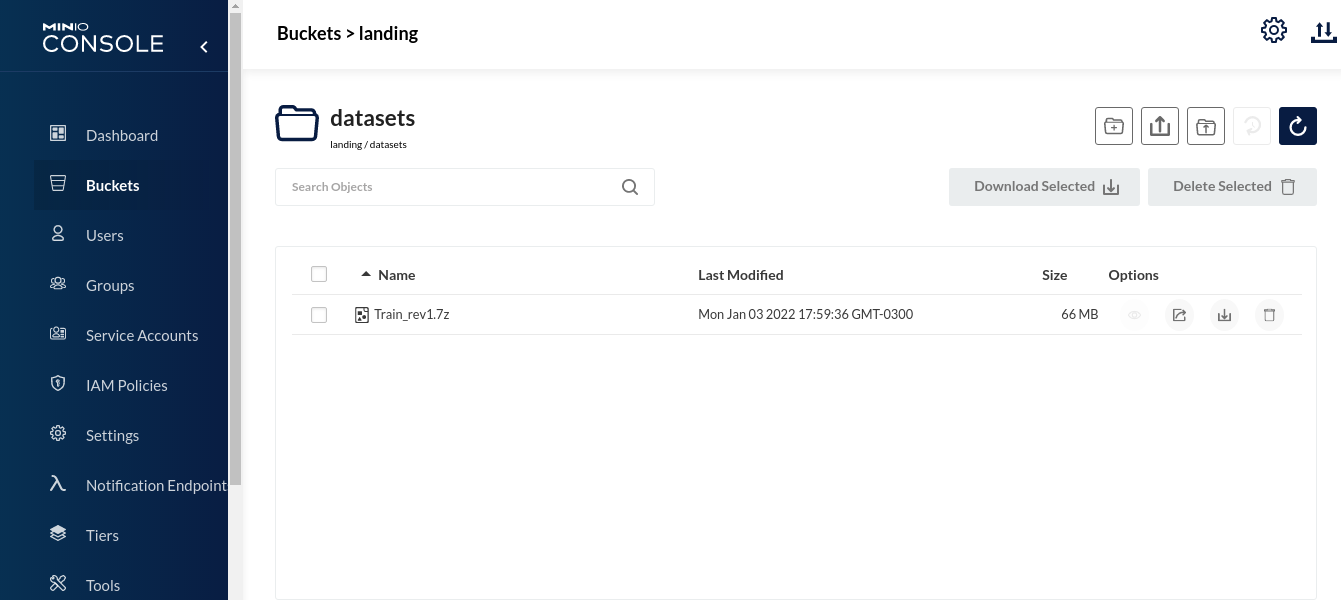 MINIO
CONSOLE
Buckets > landing
Dashboard
Buckets
Users
Groups
Service Accounts
IAM Policies
Settings
Notification Endpoint
Tiers
Tools
datasets
landing / datasets
Search Objects
Download Selected
Delete Selected
Name Last Modified Size Options
Train_rev1.7z Mon Jan 03 2022 17:59:36 GMT-0300 66 MB